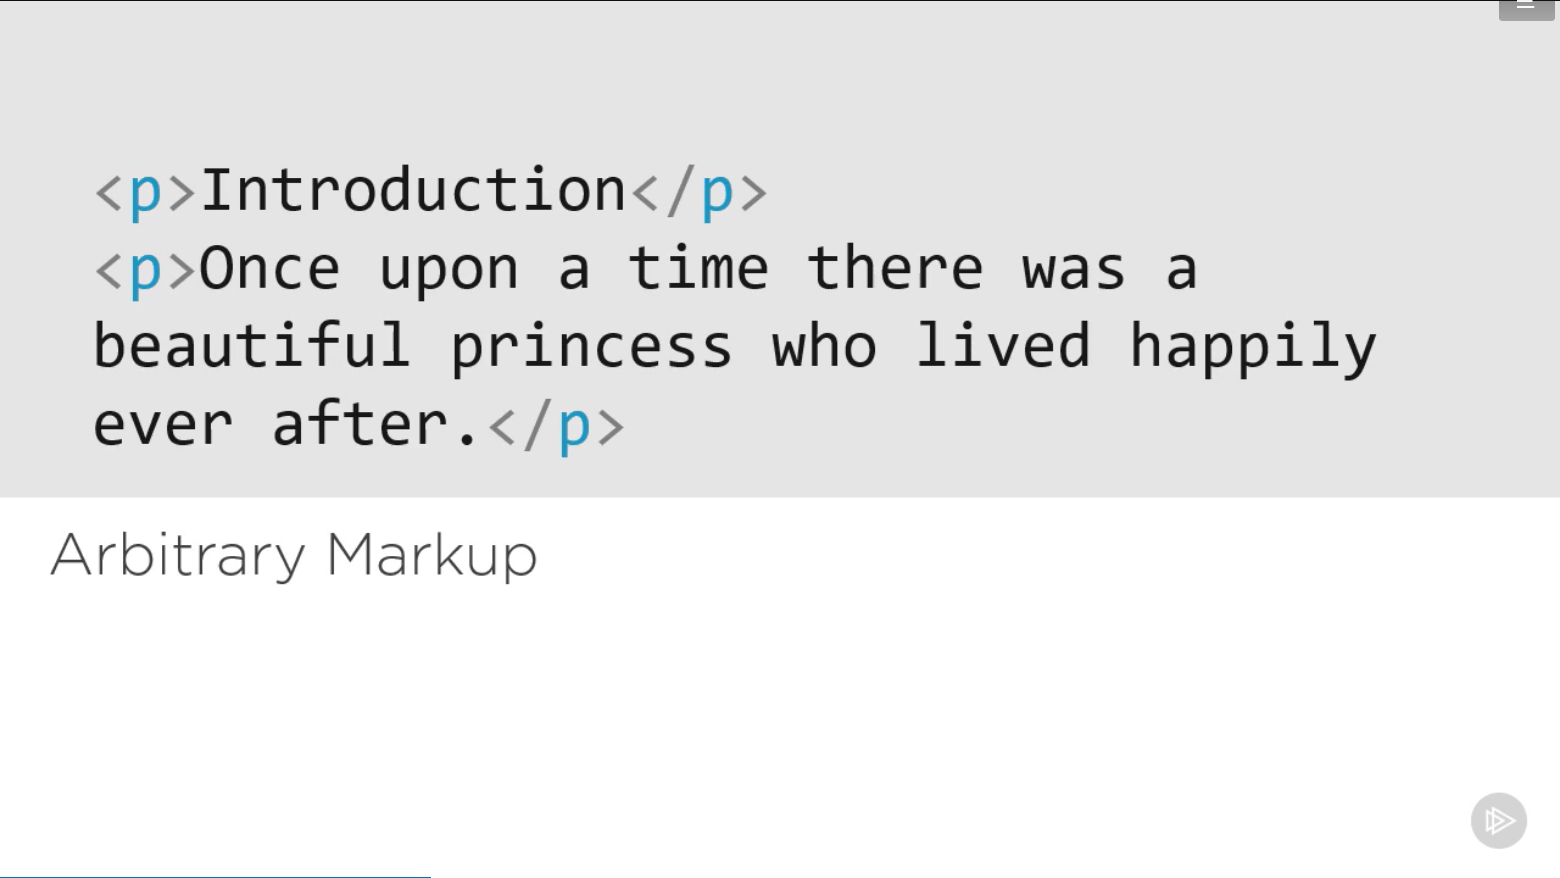 <p>Introduction</p>
<p>Once upon a time there was a
beautiful princess who lived happily
ever after.</p>
Arbitrary Markup